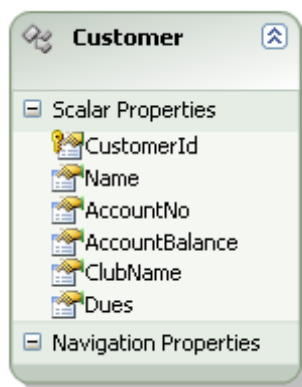 Customer
Scalar Properties
CustomerId
Name
AccountNo
AccountBalance
ClubName
Dues
Navigation Properties